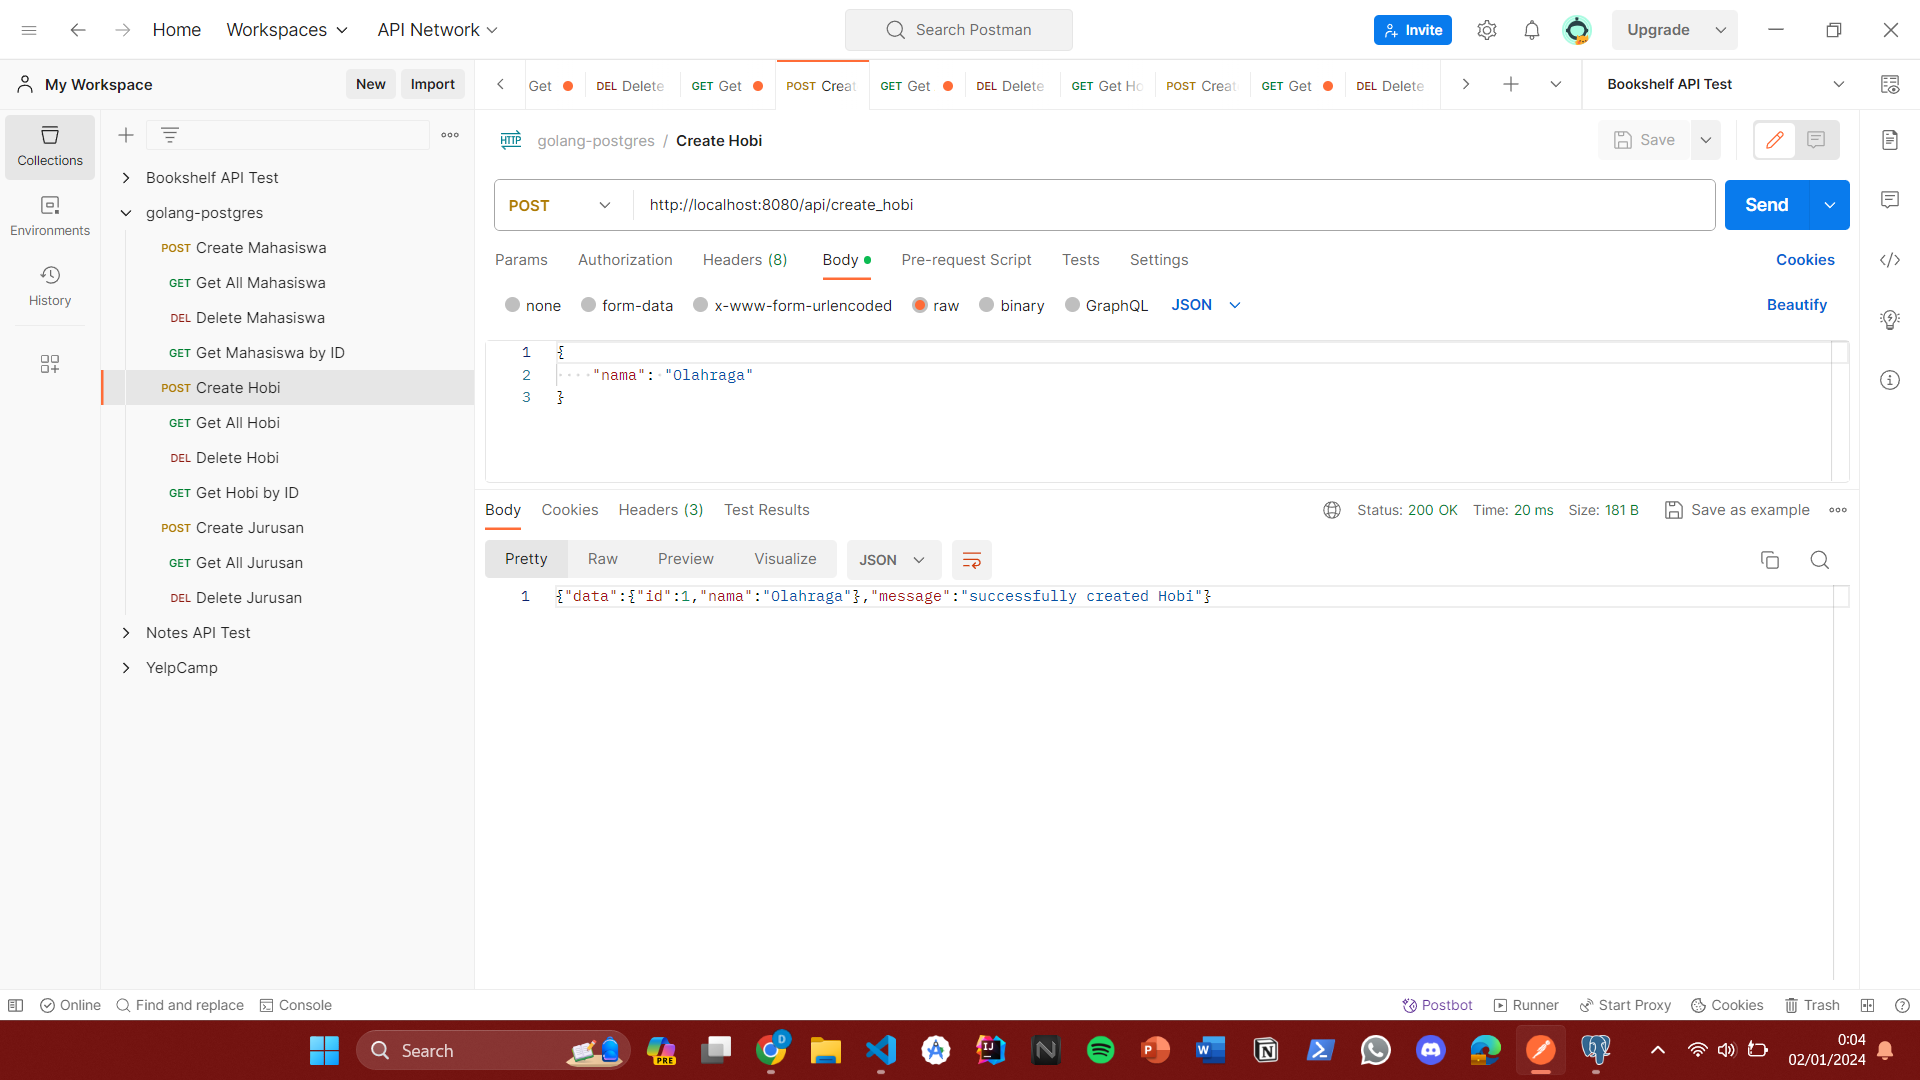 Home Workspaces API Network Search Postman Invite Upgrade
My Workspace New Import
Get DEL Delete GET Get POST Creat GET Get DEL Delete GET Get Ho POST Creat GET Get DEL Delete Bookshelf API Test
Collections
Environments
History
Bookshelf API Test
golang-postgres
POST Create Mahasiswa
GET Get All Mahasiswa
DEL Delete Mahasiswa
GET Get Mahasiswa by ID
POST Create Hobi
GET Get All Hobi
DEL Delete Hobi
GET Get Hobi by ID
POST Create Jurusan
GET Get All Jurusan
DEL Delete Jurusan
Notes API Test
YelpCamp
HTTP golang-postgres / Create Hobi Save
POST http://localhost:8080/api/create_hobi Send
Params Authorization Headers (8) Body Pre-request Script Tests Settings Cookies
none form-data x-www-form-urlencoded raw binary GraphQL JSON Beautify
1 {
2 "nama": "Olahraga"
3 }
Body Cookies Headers (3) Test Results Status: 200 OK Time: 20 ms Size: 181 B Save as example
Pretty Raw Preview Visualize JSON
1 {"data":{"id":1,"nama":"Olahraga"},"message":"successfully created Hobi"}
Online Find and replace Console Postbot Runner Start Proxy Cookies Trash
Search PRE D 0:04
02/01/2024